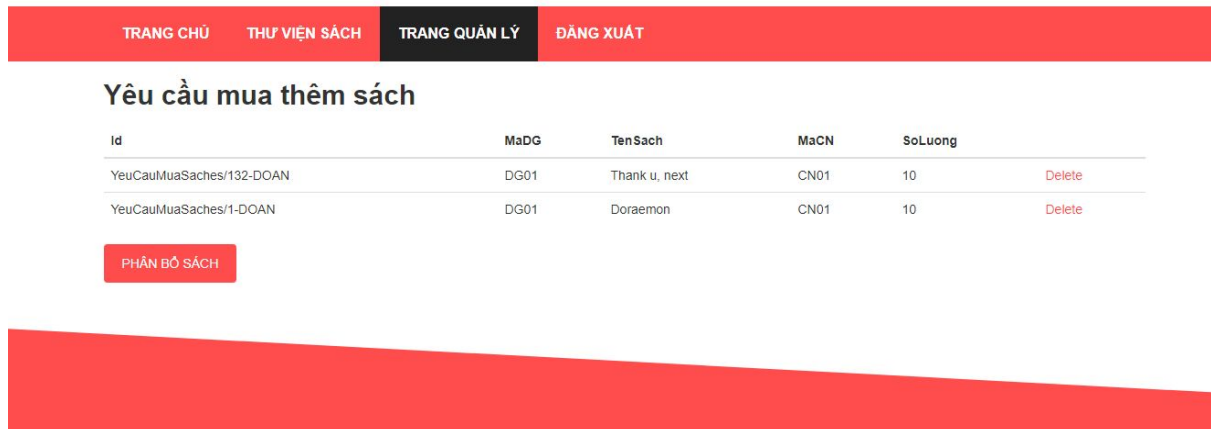 TRANG CHỦ THƯ VIỆN SÁCH TRANG QUẢN LÝ ĐĂNG XUẤT
Yêu cầu mua thêm sách
Id MaDG TenSach MaCN SoLuong
YeuCauMuaSaches/132-DOAN DG01 Thank u, next CN01 10 Delete
YeuCauMuaSaches/1-DOAN DG01 Doraemon CN01 10 Delete
PHÂN BỔ SÁCH